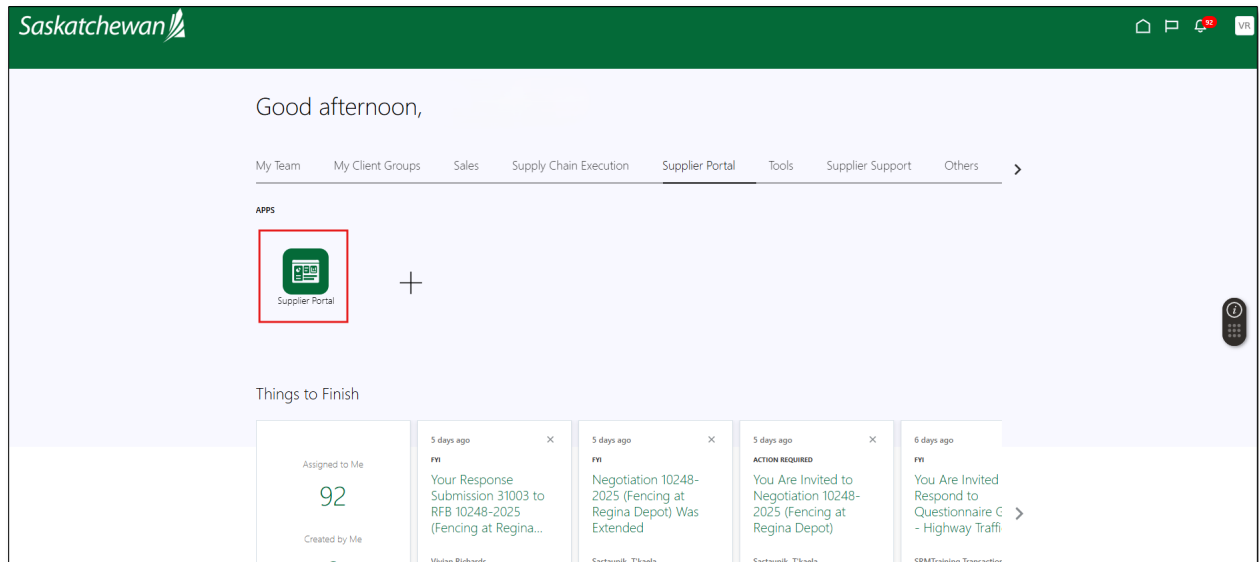 Saskatchewan
92
VR
Good afternoon,
My Team My Client Groups Sales Supply Chain Execution Supplier Portal Tools Supplier Support Others
APPS
Supplier Portal
Things to Finish
Assigned to Me
92
Created by Me
5 days ago
FYI
Your Response
Submission 31003 to
RFB 10248-2025
(Fencing at Regina...
Vivian Richards
5 days ago
FYI
Negotiation 10248-
2025 (Fencing at
Regina Depot) Was
Extended
5 days ago
ACTION REQUIRED
You Are Invited to
Negotiation 10248-
2025 (Fencing at
Regina Depot)
6 days ago
FYI
You Are Invited
Respond to
Questionnaire
- Highway Traffi